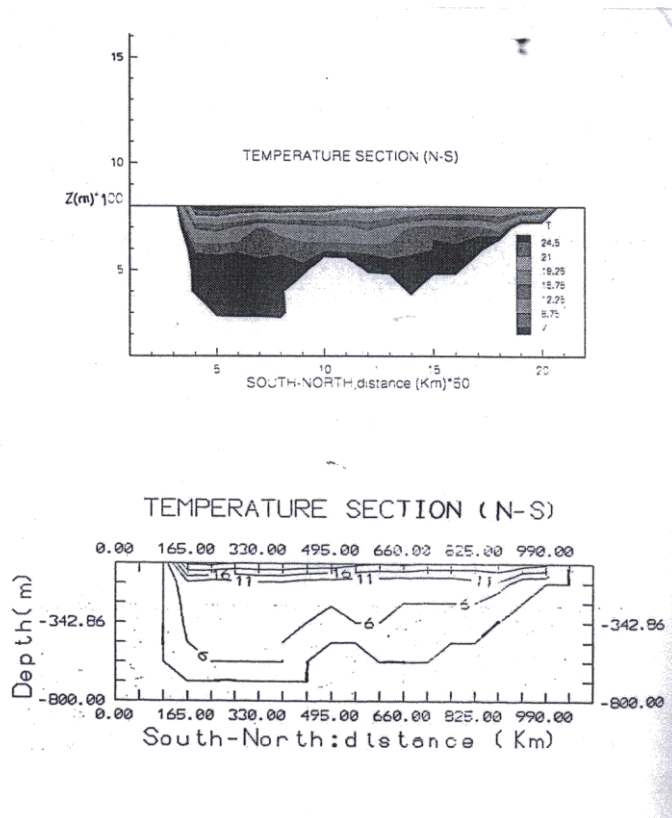 15
TEMPERATURE SECTION (N-S)
10
Z(m)*100
5
T
24.5
21
19.25
15.75
12.25
8.75
5 10 15 20
SOUTH-NORTH:distance (Km)*50
TEMPERATURE SECTION (N-S)
0.00 165.00 330.00 495.00 660.00 825.00 990.00
16 11 16 11 11
-342.86 6 6 -342.86
Depth(m)
6
-800.00 -800.00
0.00 165.00 330.00 495.00 660.00 825.00 990.00
South-North:distance (Km)